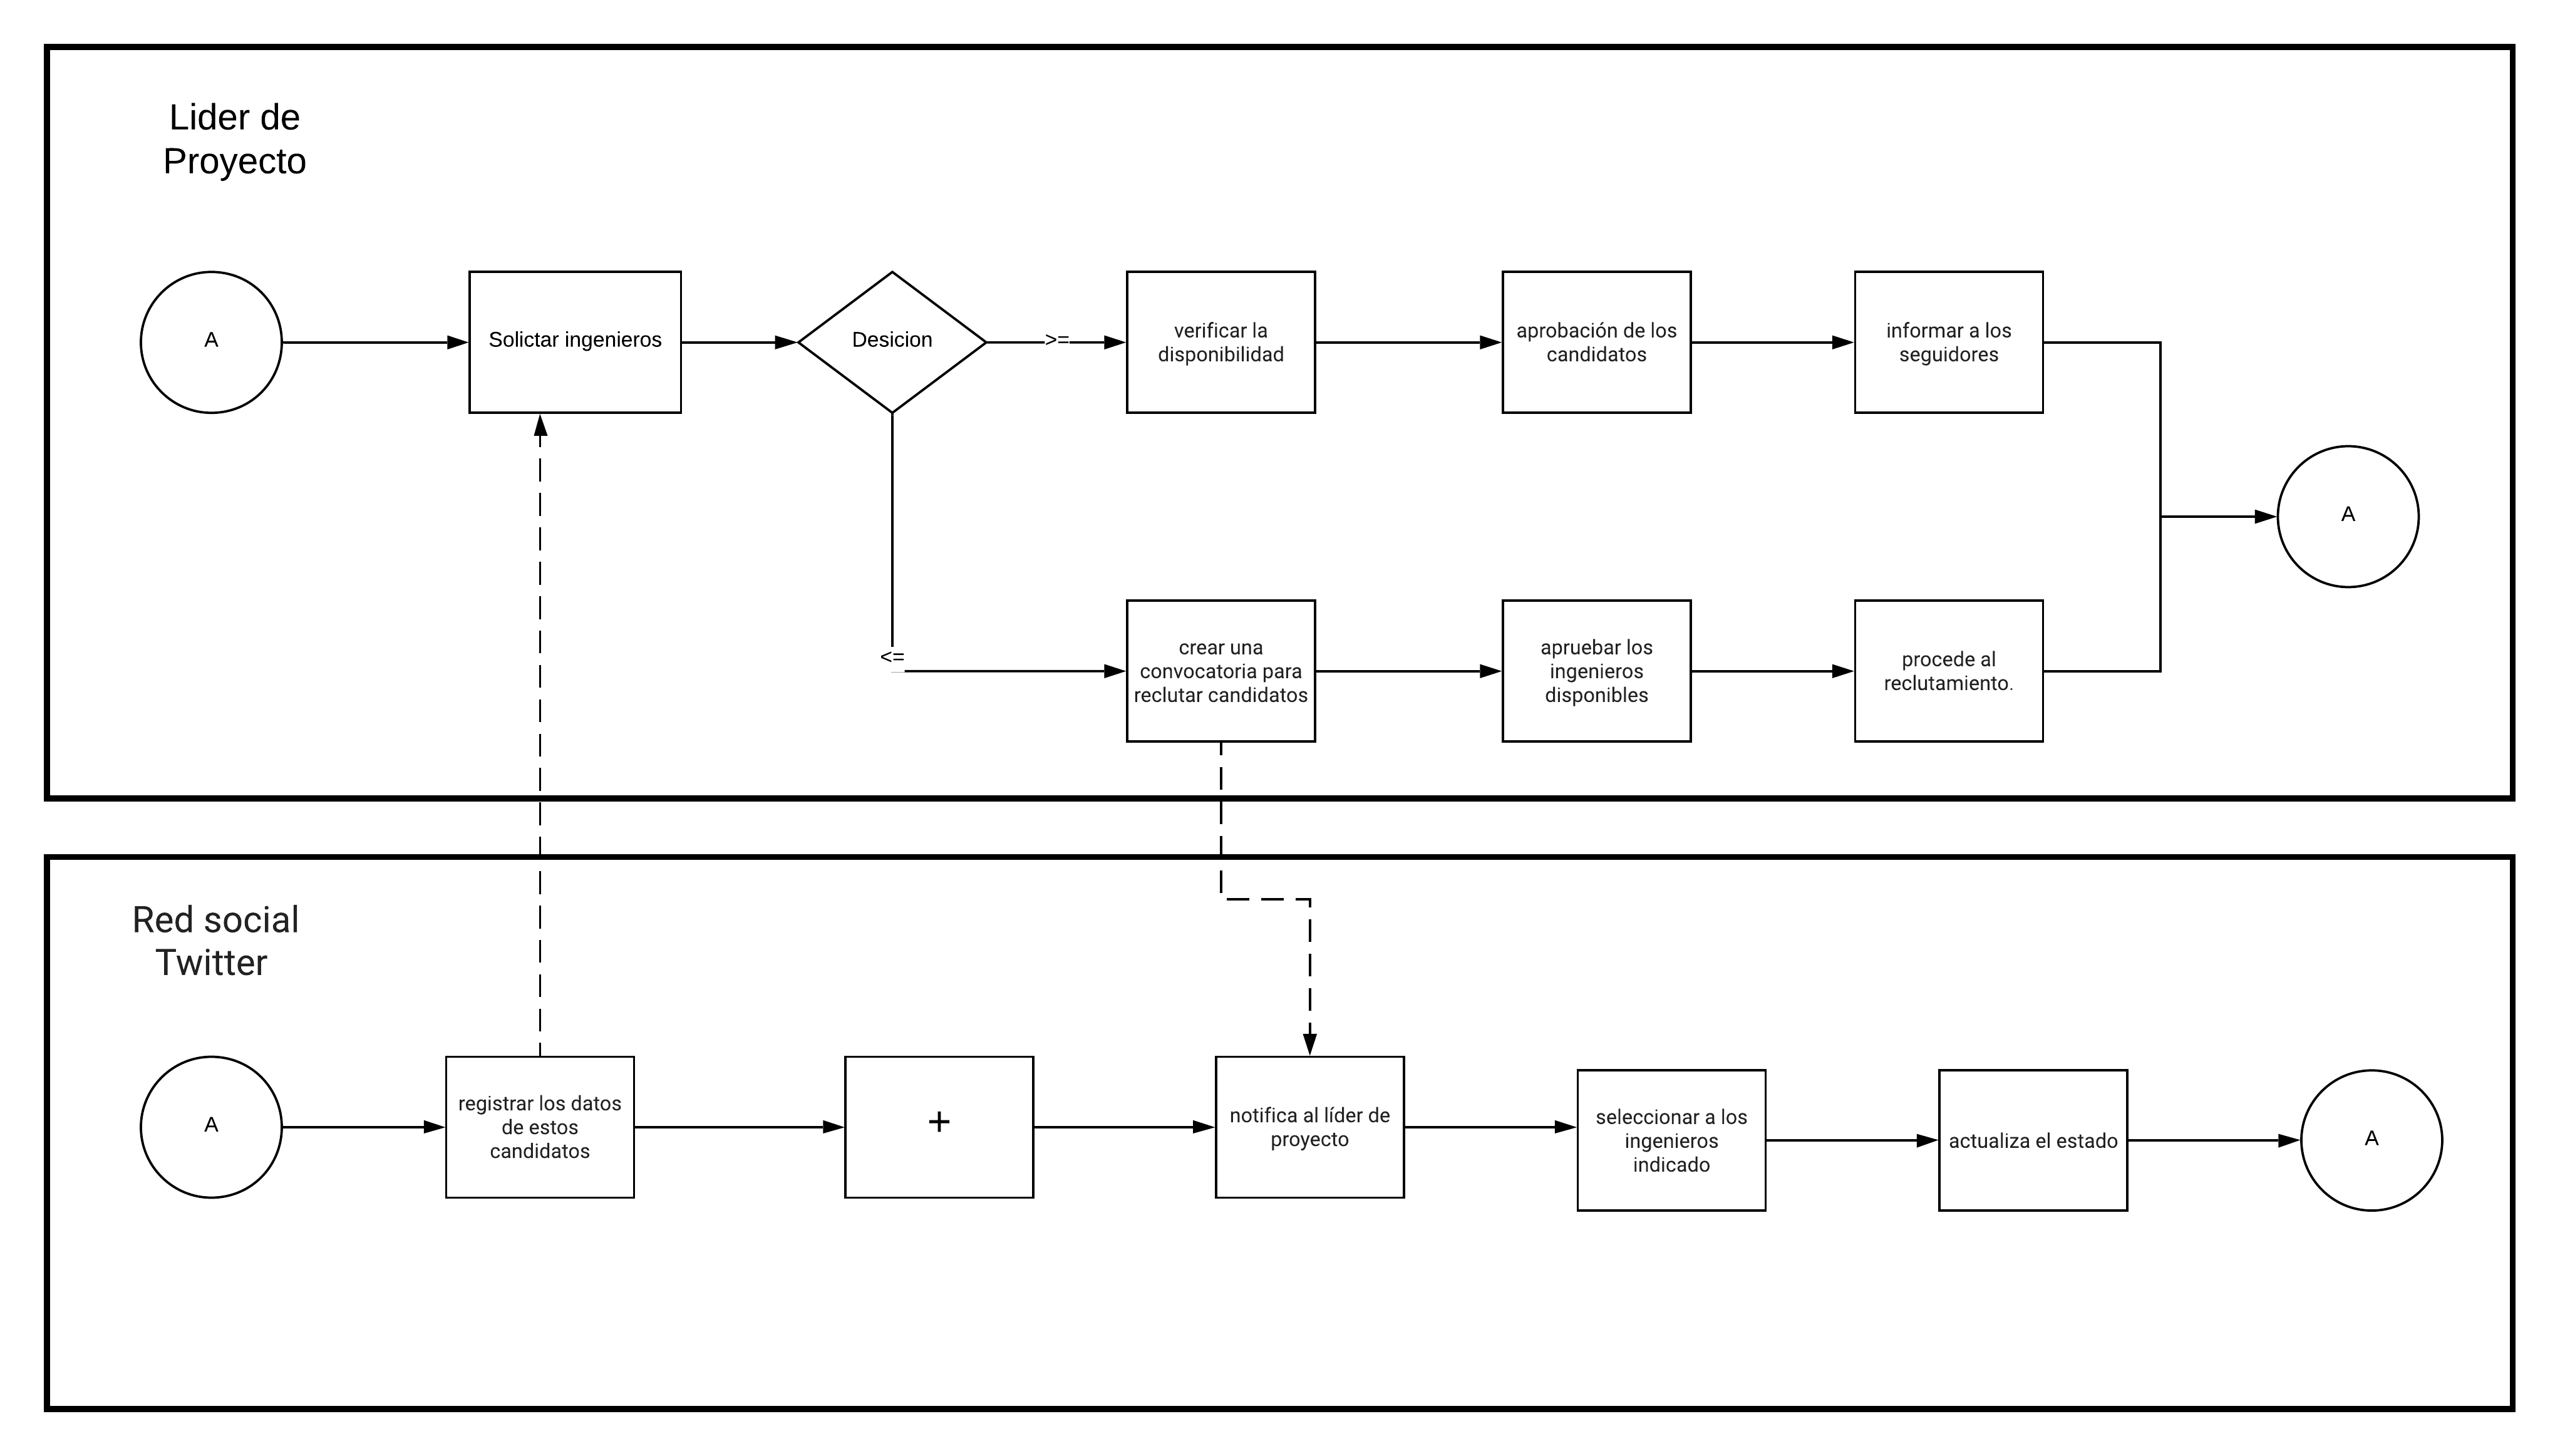 Lider de
Proyecto
A
Solictar ingenieros
Desicion
>=
verificar la
disponibilidad
aprobación de los
candidatos
informar a los
seguidores
A
<=
crear una
convocatoria para
reclutar candidatos
apruebar los
ingenieros
disponibles
procede al
reclutamiento.
Red social
Twitter
A
registrar los datos
de estos
candidatos
+
notifica al líder de
proyecto
seleccionar a los
ingenieros
indicado
actualiza el estado
A